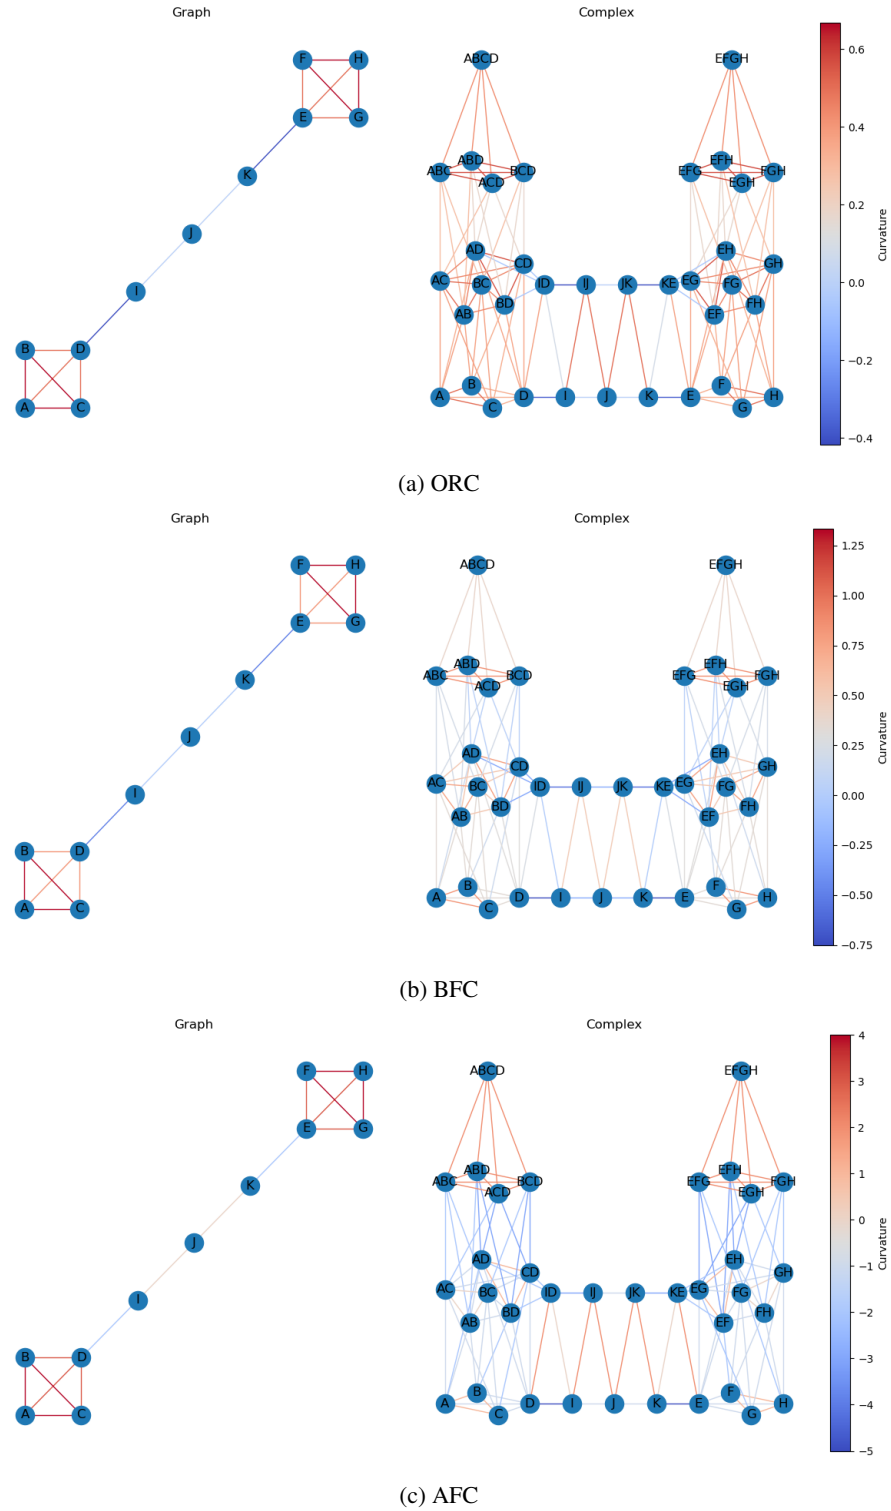 Graph
Complex
F H
ABCD
EFGH
E G
K
ABC ABD ACD BCD
EFG EFH EGH FGH
J
AD
EH
AC BC CD
EG FG GH
I
AB BD ID IJ JK KE
EF FH
B D
A C
A B C D I J K E F G H
0.6
0.4
0.2
0.0
−0.2
−0.4
Curvature
(a) ORC
Graph
Complex
F H
ABCD
EFGH
E G
K
ABC ABD ACD BCD
EFG EFH EGH FGH
J
AD
EH
AC BC CD
EG FG GH
I
AB BD ID IJ JK KE
EF FH
B D
A C
A B C D I J K E F G H
1.25
1.00
0.75
0.50
0.25
0.00
−0.25
−0.50
−0.75
Curvature
(b) BFC
Graph
Complex
F H
ABCD
EFGH
E G
K
ABC ABD ACD BCD
EFG EFH EGH FGH
J
AD
EH
AC BC CD
EG FG GH
I
AB BD ID IJ JK KE
EF FH
B D
A C
A B C D I J K E F G H
4
3
2
1
0
−1
−2
−3
−4
−5
Curvature
(c) AFC